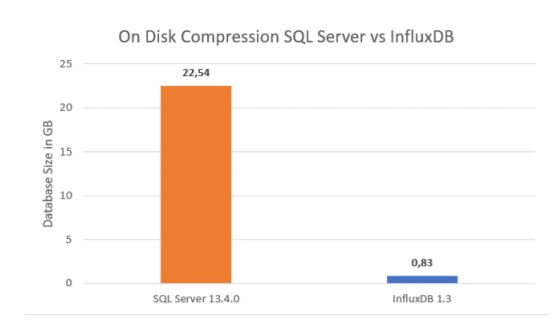 On Disk Compression SQL Server vs InfluxDB
Database Size in GB
25
20
15
10
5
0
22,54
0,83
SQL Server 13.4.0
InfluxDB 1.3